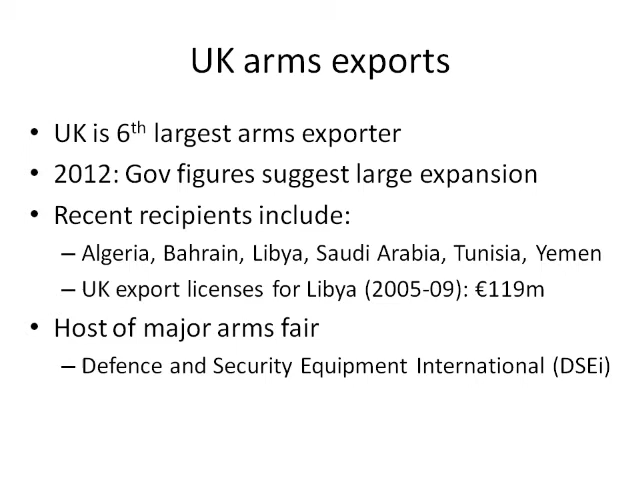 UK arms exports
• UK is 6th largest arms exporter
• 2012: Gov figures suggest large expansion
• Recent recipients include:
– Algeria, Bahrain, Libya, Saudi Arabia, Tunisia, Yemen
– UK export licenses for Libya (2005-09): €119m
• Host of major arms fair
– Defence and Security Equipment International (DSEi)